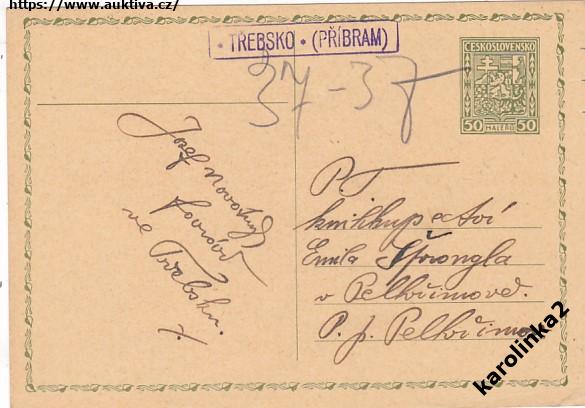 https://www.auktiva.cz/
• TŘEBSKO • (PŘÍBRAM)
ČESKOSLOVENSKO
50 HALÉŘŮ 50
37-37
Josef Novotný
ve Třebsku.
P T
knihkupectví
Emila Šprongla
v Pelhřimově.
P. p. Pelhřimov
karolinka2